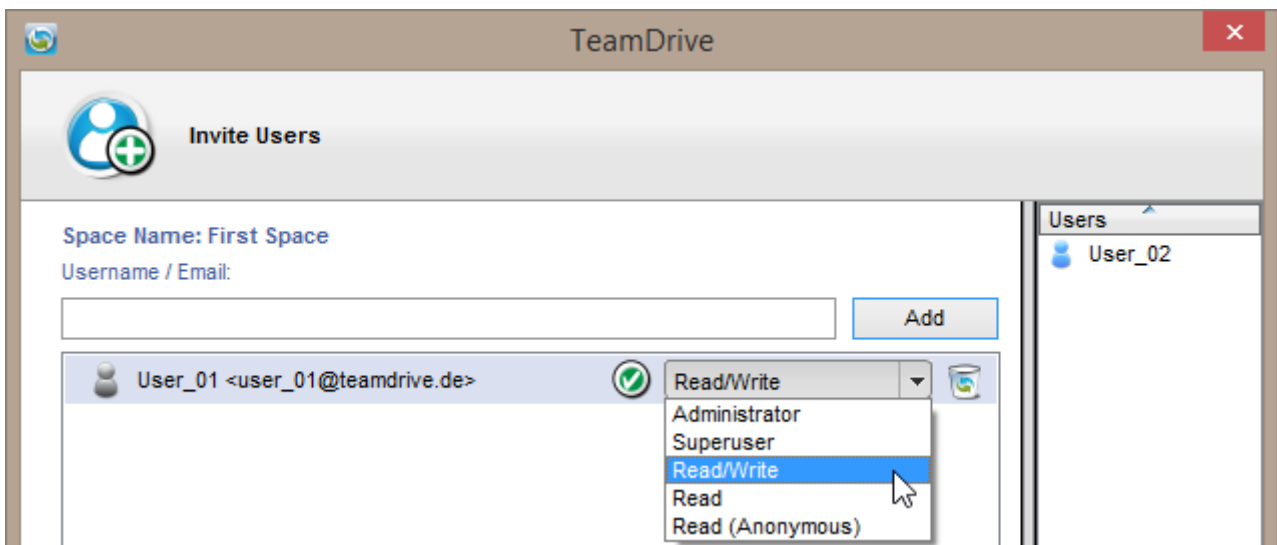 TeamDrive
Invite Users
Space Name: First Space
Username / Email:
Add
User_01 <user_01@teamdrive.de>
Read/Write
Administrator
Superuser
Read/Write
Read
Read (Anonymous)
Users
User_02